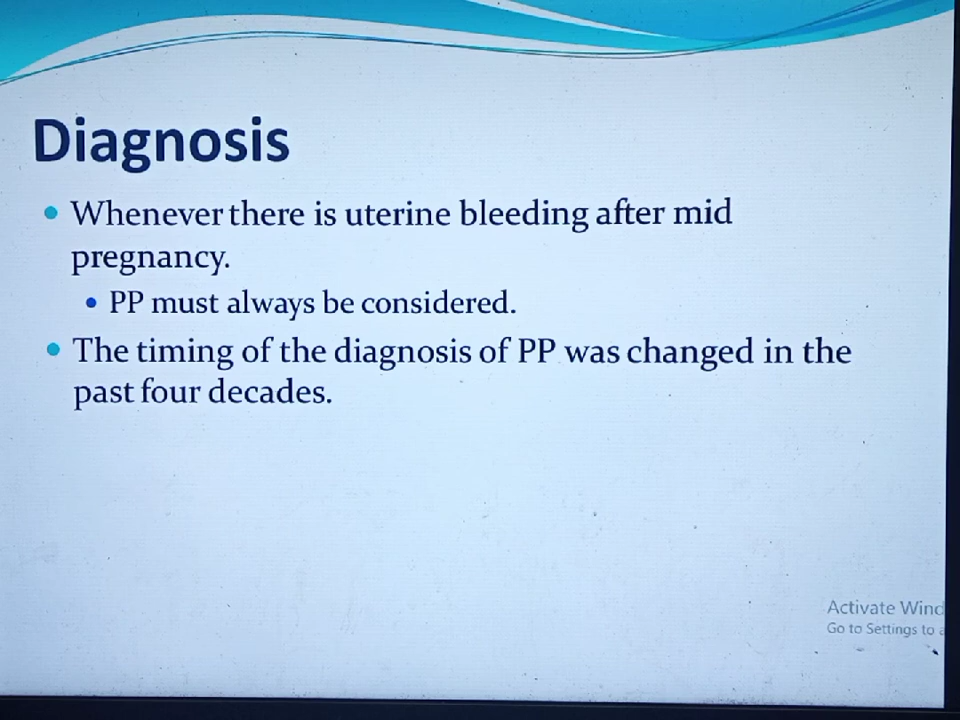 Diagnosis
Whenever there is uterine bleeding after mid
pregnancy.
PP must always be considered.
The timing of the diagnosis of PP was changed in the
past four decades.
Activate Wind
Go to Settings to a